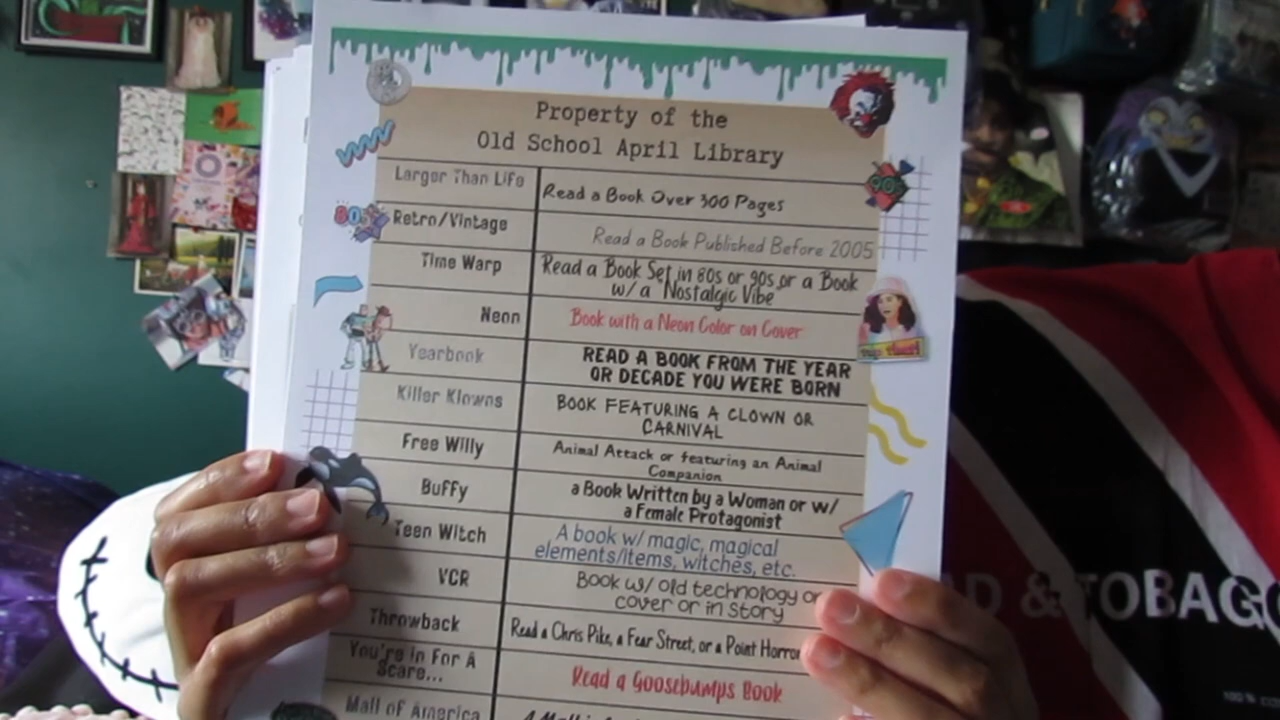 Property of the
Old School April Library
Larger Than Life
Read a Book Over 300 Pages
Retro/Vintage
Read a Book Published Before 2005
Time Warp
Read a Book Set in 80s or 90s or a Book
w/ a Nostalgic Vibe
Neon
Book with a Neon Color on Cover
Yearbook
READ A BOOK FROM THE YEAR
OR DECADE YOU WERE BORN
Killer Klowns
BOOK FEATURING A CLOWN OR
CARNIVAL
Free Willy
Animal Attack or featuring an Animal
Companion
Buffy
a Book Written by a Woman or w/
a Female Protagonist
Teen Witch
A book w/ magic, magical
elements/items, witches, etc.
VCR
Book w/ old technology on
cover or in story
Throwback
Read a Chris Pike, a Fear Street, or a Point Horror
You're in For A
Scare...
Read a Goosebumps Book
Mall of America
80s
90s
& TOBAGO
100 %